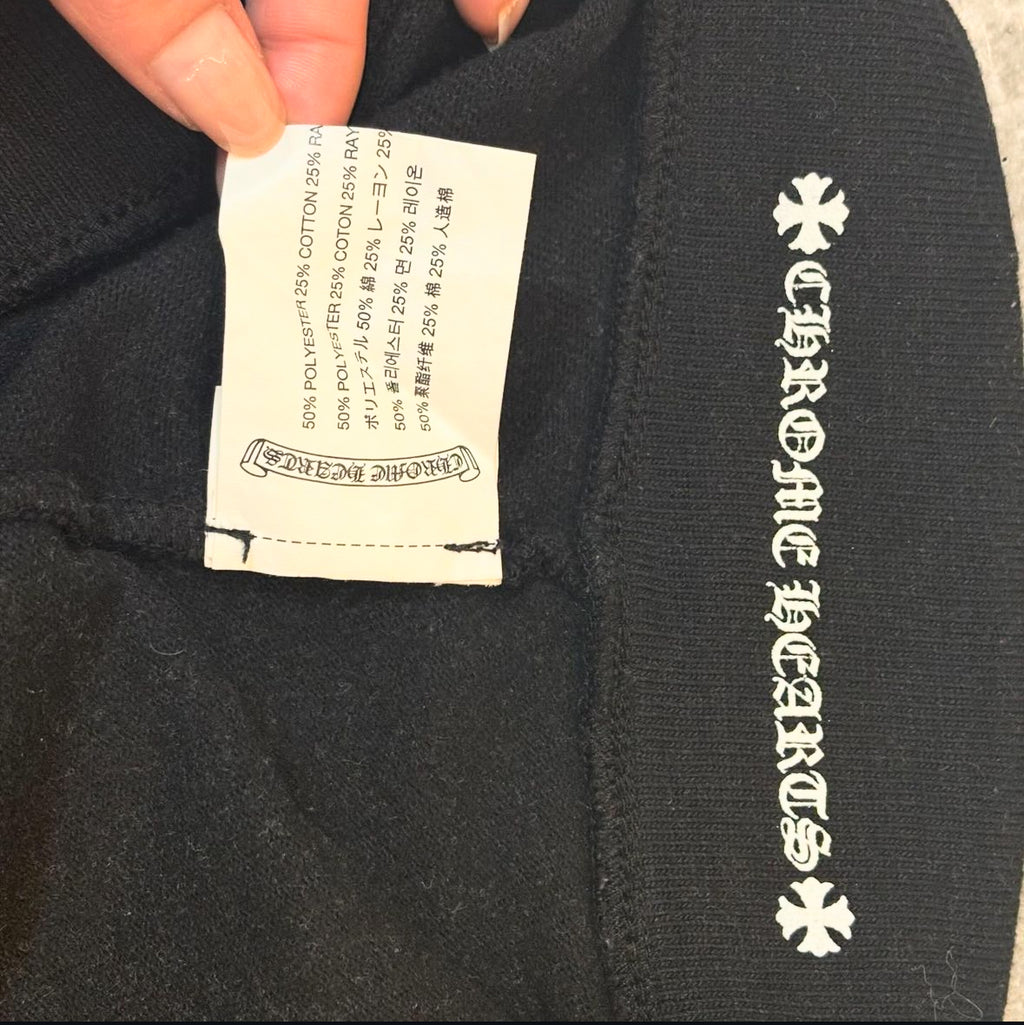 50% POLYESTER 25% COTTON 25% RA
50% POLYESTER 25% COTON 25% RAY
ポリエステル 50% 綿 25% レーヨン 25%
50% 폴리에스터 25% 면 25% 레이온
50% 聚酯纤维 25% 棉 25% 人造棉
CHROME HEARTS
CHROME HEARTS